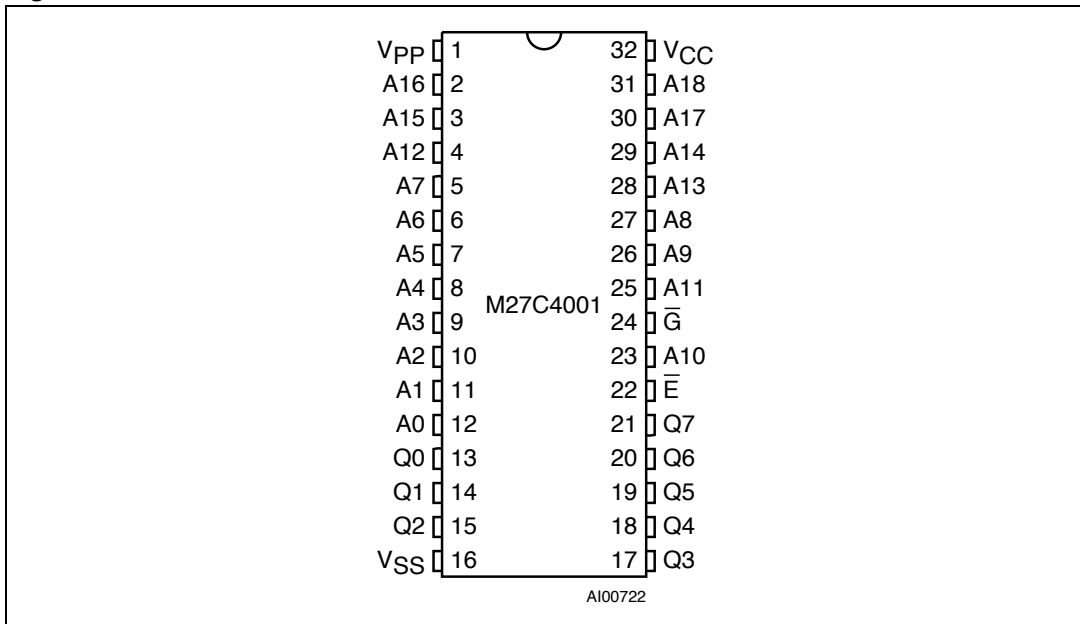 VPP 1 32 VCC
A16 2 31 A18
A15 3 30 A17
A12 4 29 A14
A7 5 28 A13
A6 6 27 A8
A5 7 26 A9
A4 8 25 A11
M27C4001
A3 9 24 G̅
A2 10 23 A10
A1 11 22 E̅
A0 12 21 Q7
Q0 13 20 Q6
Q1 14 19 Q5
Q2 15 18 Q4
VSS 16 17 Q3
AI00722